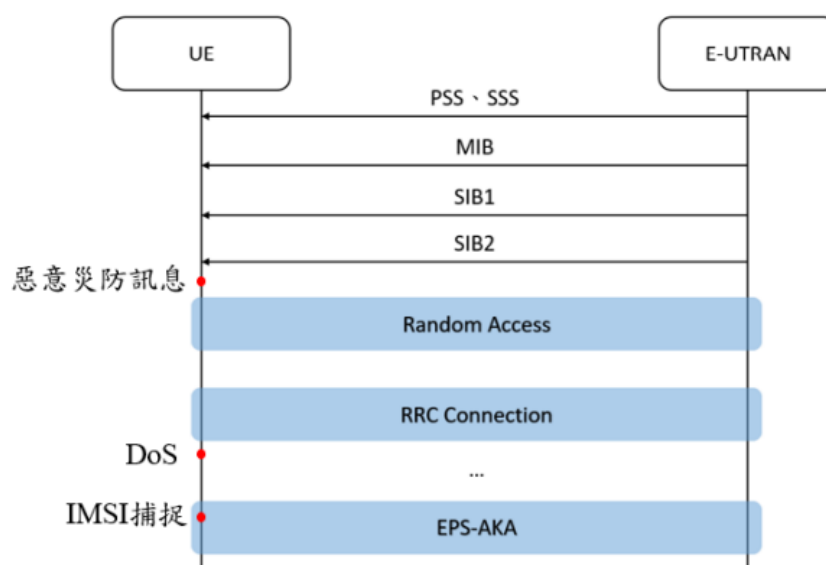 UE
E-UTRAN
PSS、SSS
MIB
SIB1
SIB2
惡意災防訊息
Random Access
RRC Connection
DoS
...
IMSI捕捉
EPS-AKA